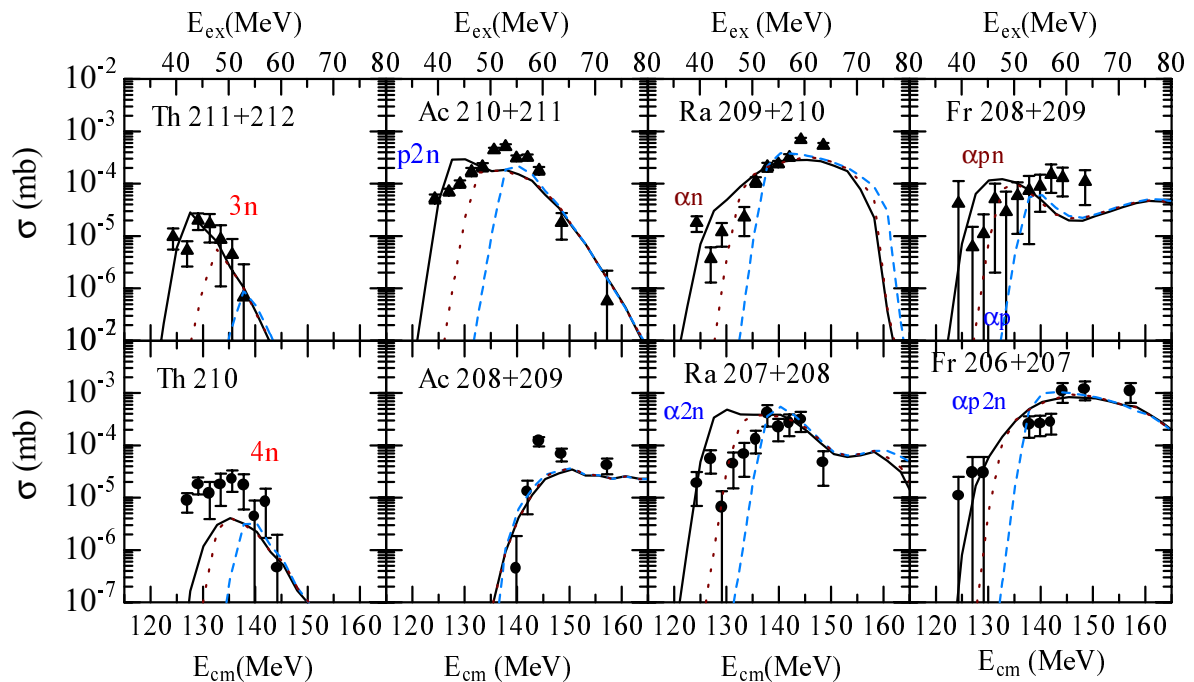 E_ex(MeV) E_ex(MeV) E_ex (MeV) E_ex (MeV)
40 50 60 70 40 50 60 70 80 40 50 60 70 80 40 50 60 70 80
10^-2
10^-3
10^-4
10^-5
10^-6
10^-2
σ (mb)
Th 211+212
3n
Ac 210+211
p2n
Ra 209+210
αn
Fr 208+209
αpn
αp
10^-3
10^-4
10^-5
10^-6
10^-7
σ (mb)
Th 210
4n
Ac 208+209
Ra 207+208
α2n
Fr 206+207
αp2n
120 130 140 150 160 120 130 140 150 160 120 130 140 150 160 120 130 140 150 160
E_cm(MeV) E_cm(MeV) E_cm(MeV) E_cm (MeV)